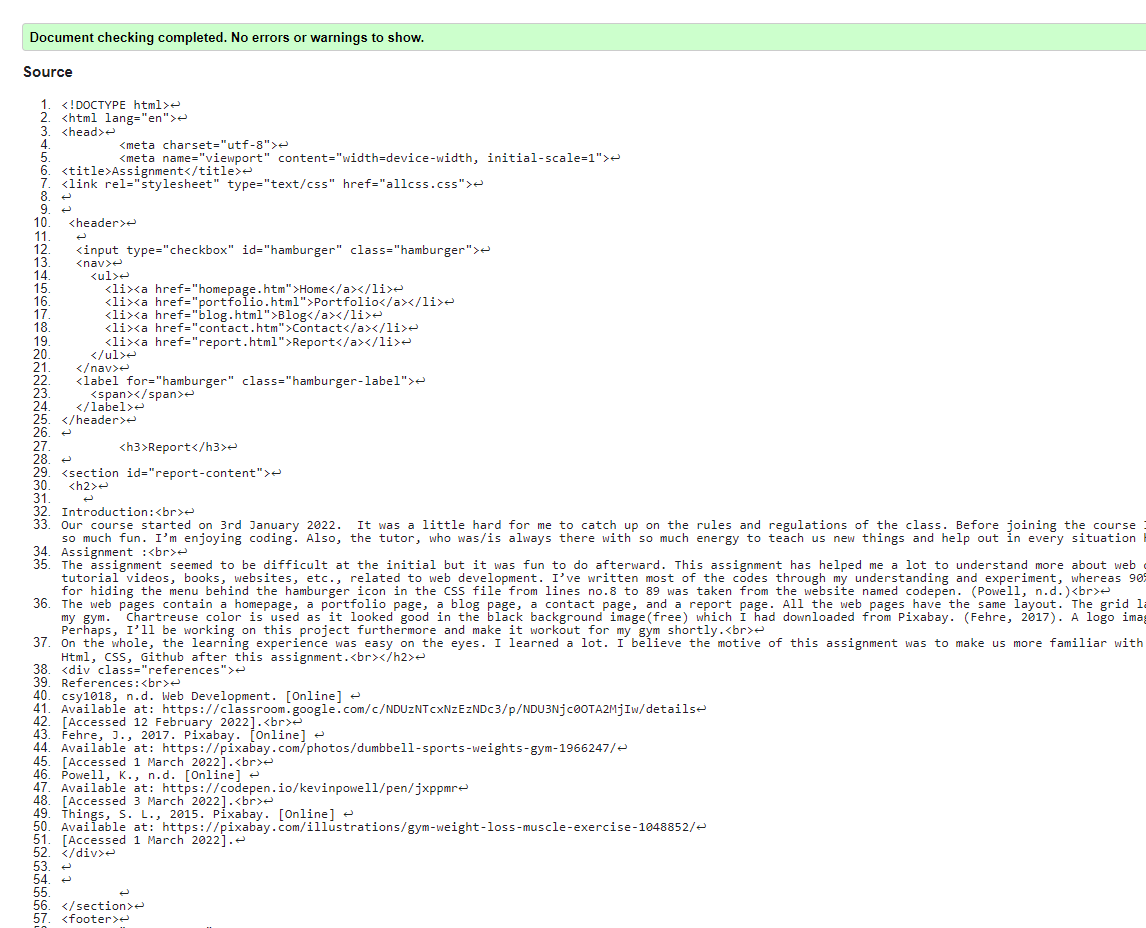 Document checking completed. No errors or warnings to show.
Source
1. <!DOCTYPE html>↩
2. <html lang="en">↩
3. <head>↩
4. <meta charset="utf-8">↩
5. <meta name="viewport" content="width=device-width, initial-scale=1">↩
6. <title>Assignment</title>↩
7. <link rel="stylesheet" type="text/css" href="allcss.css">↩
8. ↩
9. ↩
10. <header>↩
11. ↩
12. <input type="checkbox" id="hamburger" class="hamburger">↩
13. <nav>↩
14. <ul>↩
15. <li><a href="homepage.htm">Home</a></li>↩
16. <li><a href="portfolio.html">Portfolio</a></li>↩
17. <li><a href="blog.html">Blog</a></li>↩
18. <li><a href="contact.htm">Contact</a></li>↩
19. <li><a href="report.html">Report</a></li>↩
20. </ul>↩
21. </nav>↩
22. <label for="hamburger" class="hamburger-label">↩
23. <span></span>↩
24. </label>↩
25. </header>↩
26. ↩
27. <h3>Report</h3>↩
28. ↩
29. <section id="report-content">↩
30. <h2>↩
31. ↩
32. Introduction:<br>↩
33. Our course started on 3rd January 2022.  It was a little hard for me to catch up on the rules and regulations of the class. Before joining the course
so much fun. I’m enjoying coding. Also, the tutor, who was/is always there with so much energy to teach us new things and help out in every situation
34. Assignment :<br>↩
35. The assignment seemed to be difficult at the initial but it was fun to do afterward. This assignment has helped me a lot to understand more about web
tutorial videos, books, websites, etc., related to web development. I’ve written most of the codes through my understanding and experiment, whereas 90%
for hiding the menu behind the hamburger icon in the CSS file from lines no.8 to 89 was taken from the website named codepen. (Powell, n.d.)<br>↩
36. The web pages contain a homepage, a portfolio page, a blog page, a contact page, and a report page. All the web pages have the same layout. The grid
my gym.  Chartreuse color is used as it looked good in the black background image(free) which I had downloaded from Pixabay. (Fehre, 2017). A logo
Perhaps, I’ll be working on this project furthermore and make it workout for my gym shortly.<br>↩
37. On the whole, the learning experience was easy on the eyes. I learned a lot. I believe the motive of this assignment was to make us more familiar with
Html, CSS, Github after this assignment.<br></h2>↩
38. <div class="references">↩
39. References:<br>↩
40. csy1018, n.d. Web Development. [Online] ↩
41. Available at: https://classroom.google.com/c/NDUzNTcxNzEzNDc3/p/NDU3Njc0OTA2MjIw/details↩
42. [Accessed 12 February 2022].<br>↩
43. Fehre, J., 2017. Pixabay. [Online] ↩
44. Available at: https://pixabay.com/photos/dumbbell-sports-weights-gym-1966247/↩
45. [Accessed 1 March 2022].<br>↩
46. Powell, K., n.d. [Online] ↩
47. Available at: https://codepen.io/kevinpowell/pen/jxppmr↩
48. [Accessed 3 March 2022].<br>↩
49. Things, S. L., 2015. Pixabay. [Online] ↩
50. Available at: https://pixabay.com/illustrations/gym-weight-loss-muscle-exercise-1048852/↩
51. [Accessed 1 March 2022].↩
52. </div>↩
53. ↩
54. ↩
55. ↩
56. </section>↩
57. <footer>↩